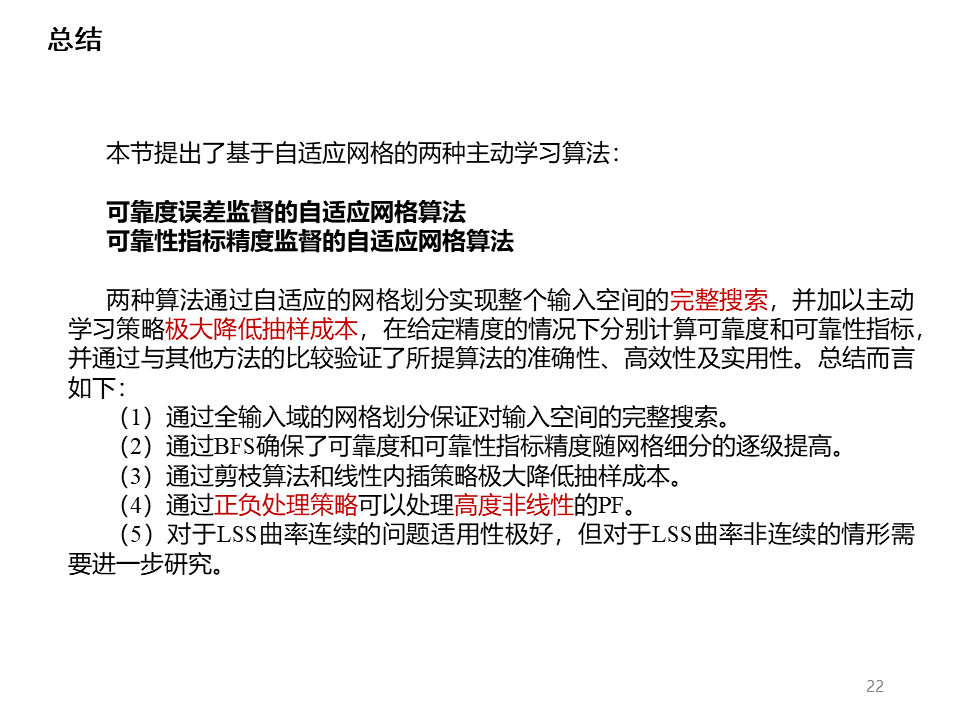 总结
本节提出了基于自适应网格的两种主动学习算法：
可靠度误差监督的自适应网格算法
可靠性指标精度监督的自适应网格算法
两种算法通过自适应的网格划分实现整个输入空间的完整搜索，并加以主动
学习策略极大降低抽样成本，在给定精度的情况下分别计算可靠度和可靠性指标，
并通过与其他方法的比较验证了所提算法的准确性、高效性及实用性。总结而言
如下：
（1）通过全输入域的网格划分保证对输入空间的完整搜索。
（2）通过BFS确保了可靠度和可靠性指标精度随网格细分的逐级提高。
（3）通过剪枝算法和线性内插策略极大降低抽样成本。
（4）通过正负处理策略可以处理高度非线性的PF。
（5）对于LSS曲率连续的问题适用性极好，但对于LSS曲率非连续的情形需
要进一步研究。
22